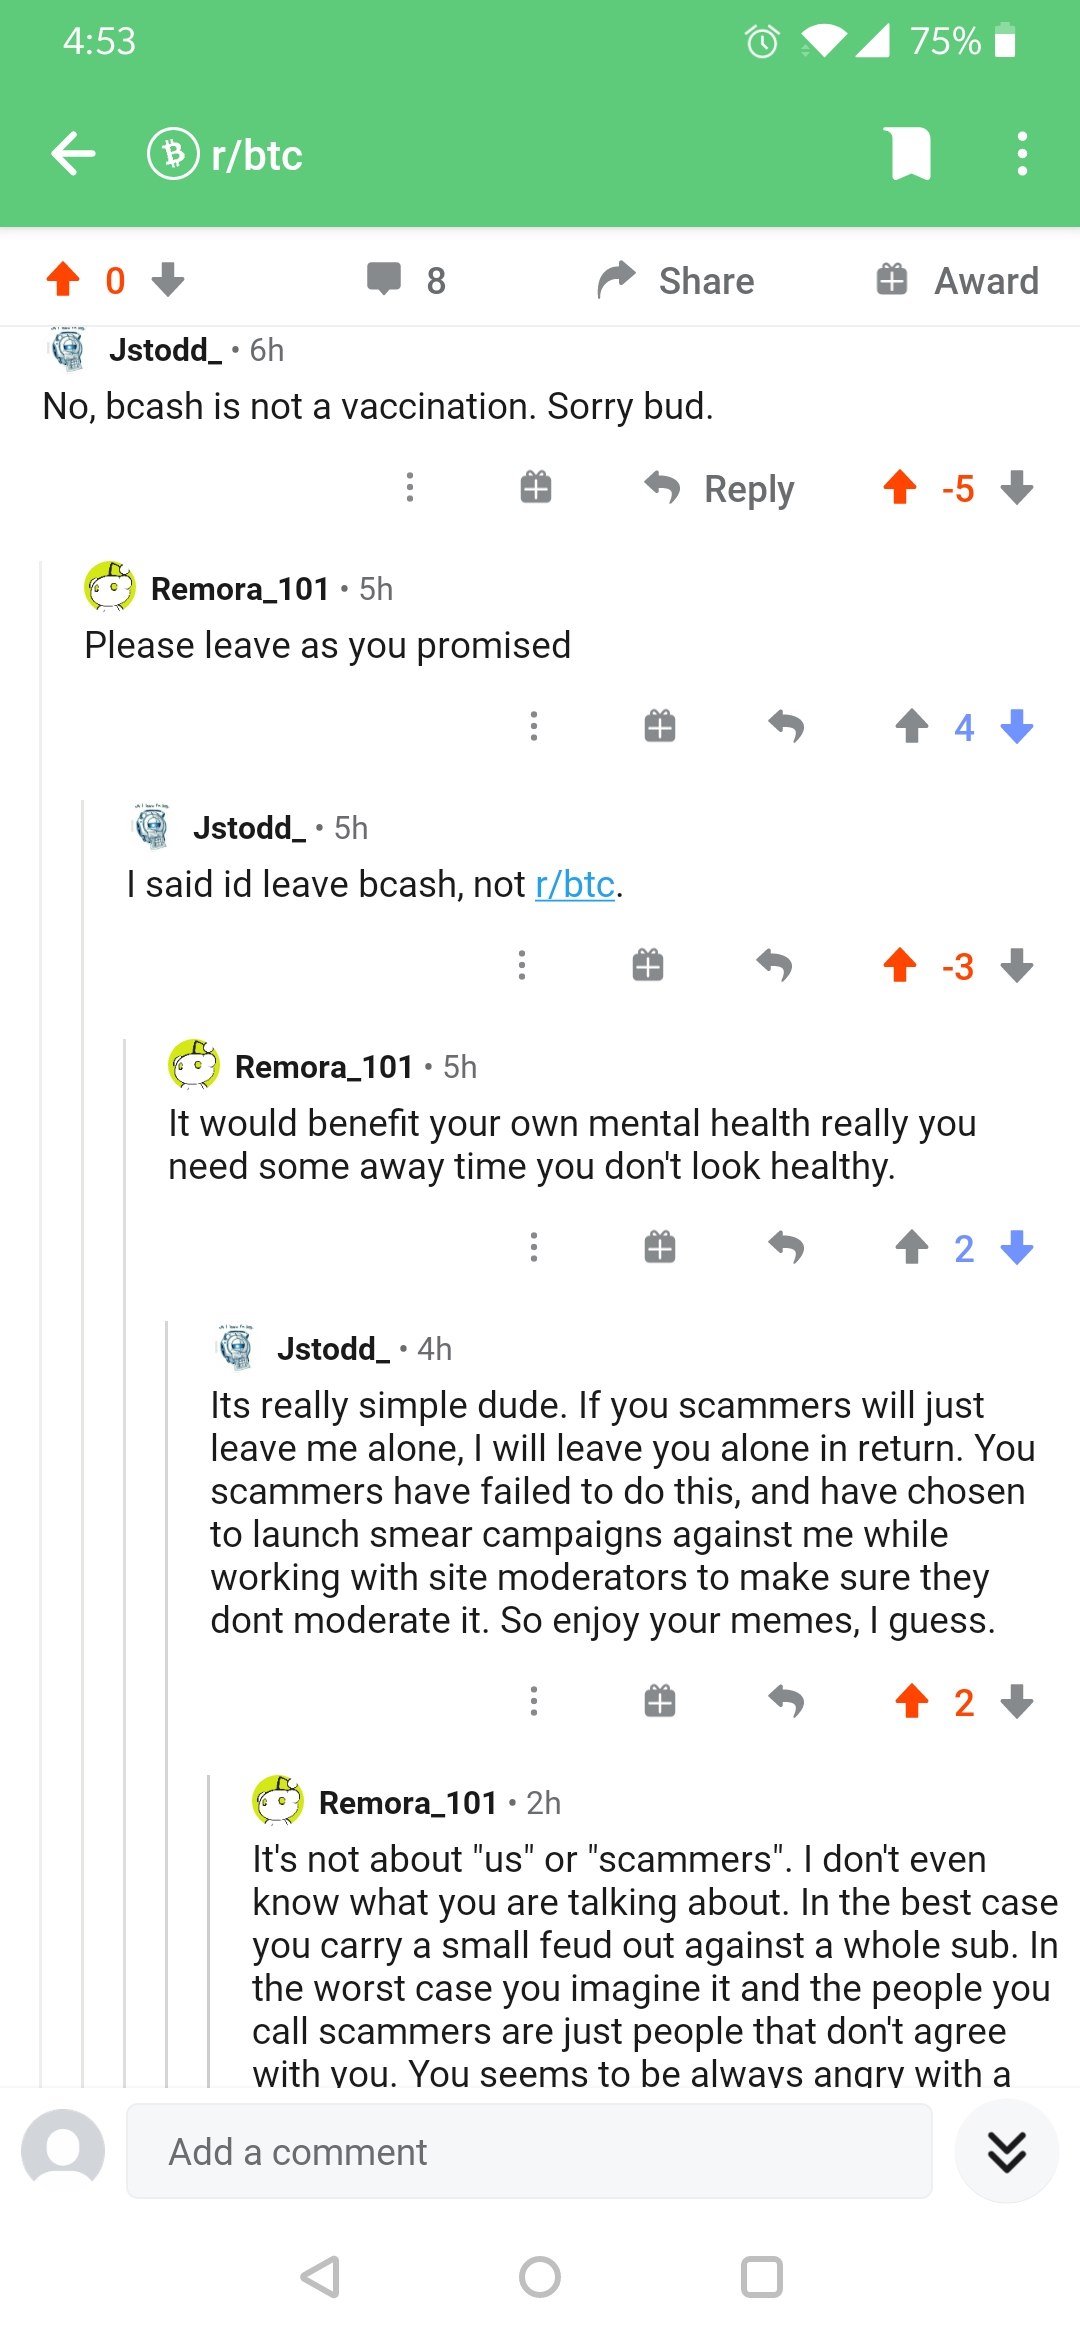 4:53
75%
r/btc
0
8
Share
Award
Jstodd_ • 6h
No, bcash is not a vaccination. Sorry bud.
Reply
-5
Remora_101 • 5h
Please leave as you promised
4
Jstodd_ • 5h
I said id leave bcash, not r/btc.
-3
Remora_101 • 5h
It would benefit your own mental health really you
need some away time you don't look healthy.
2
Jstodd_ • 4h
Its really simple dude. If you scammers will just
leave me alone, I will leave you alone in return. You
scammers have failed to do this, and have chosen
to launch smear campaigns against me while
working with site moderators to make sure they
dont moderate it. So enjoy your memes, I guess.
2
Remora_101 • 2h
It's not about "us" or "scammers". I don't even
know what you are talking about. In the best case
you carry a small feud out against a whole sub. In
the worst case you imagine it and the people you
call scammers are just people that don't agree
with you. You seems to be always angry with a
Add a comment